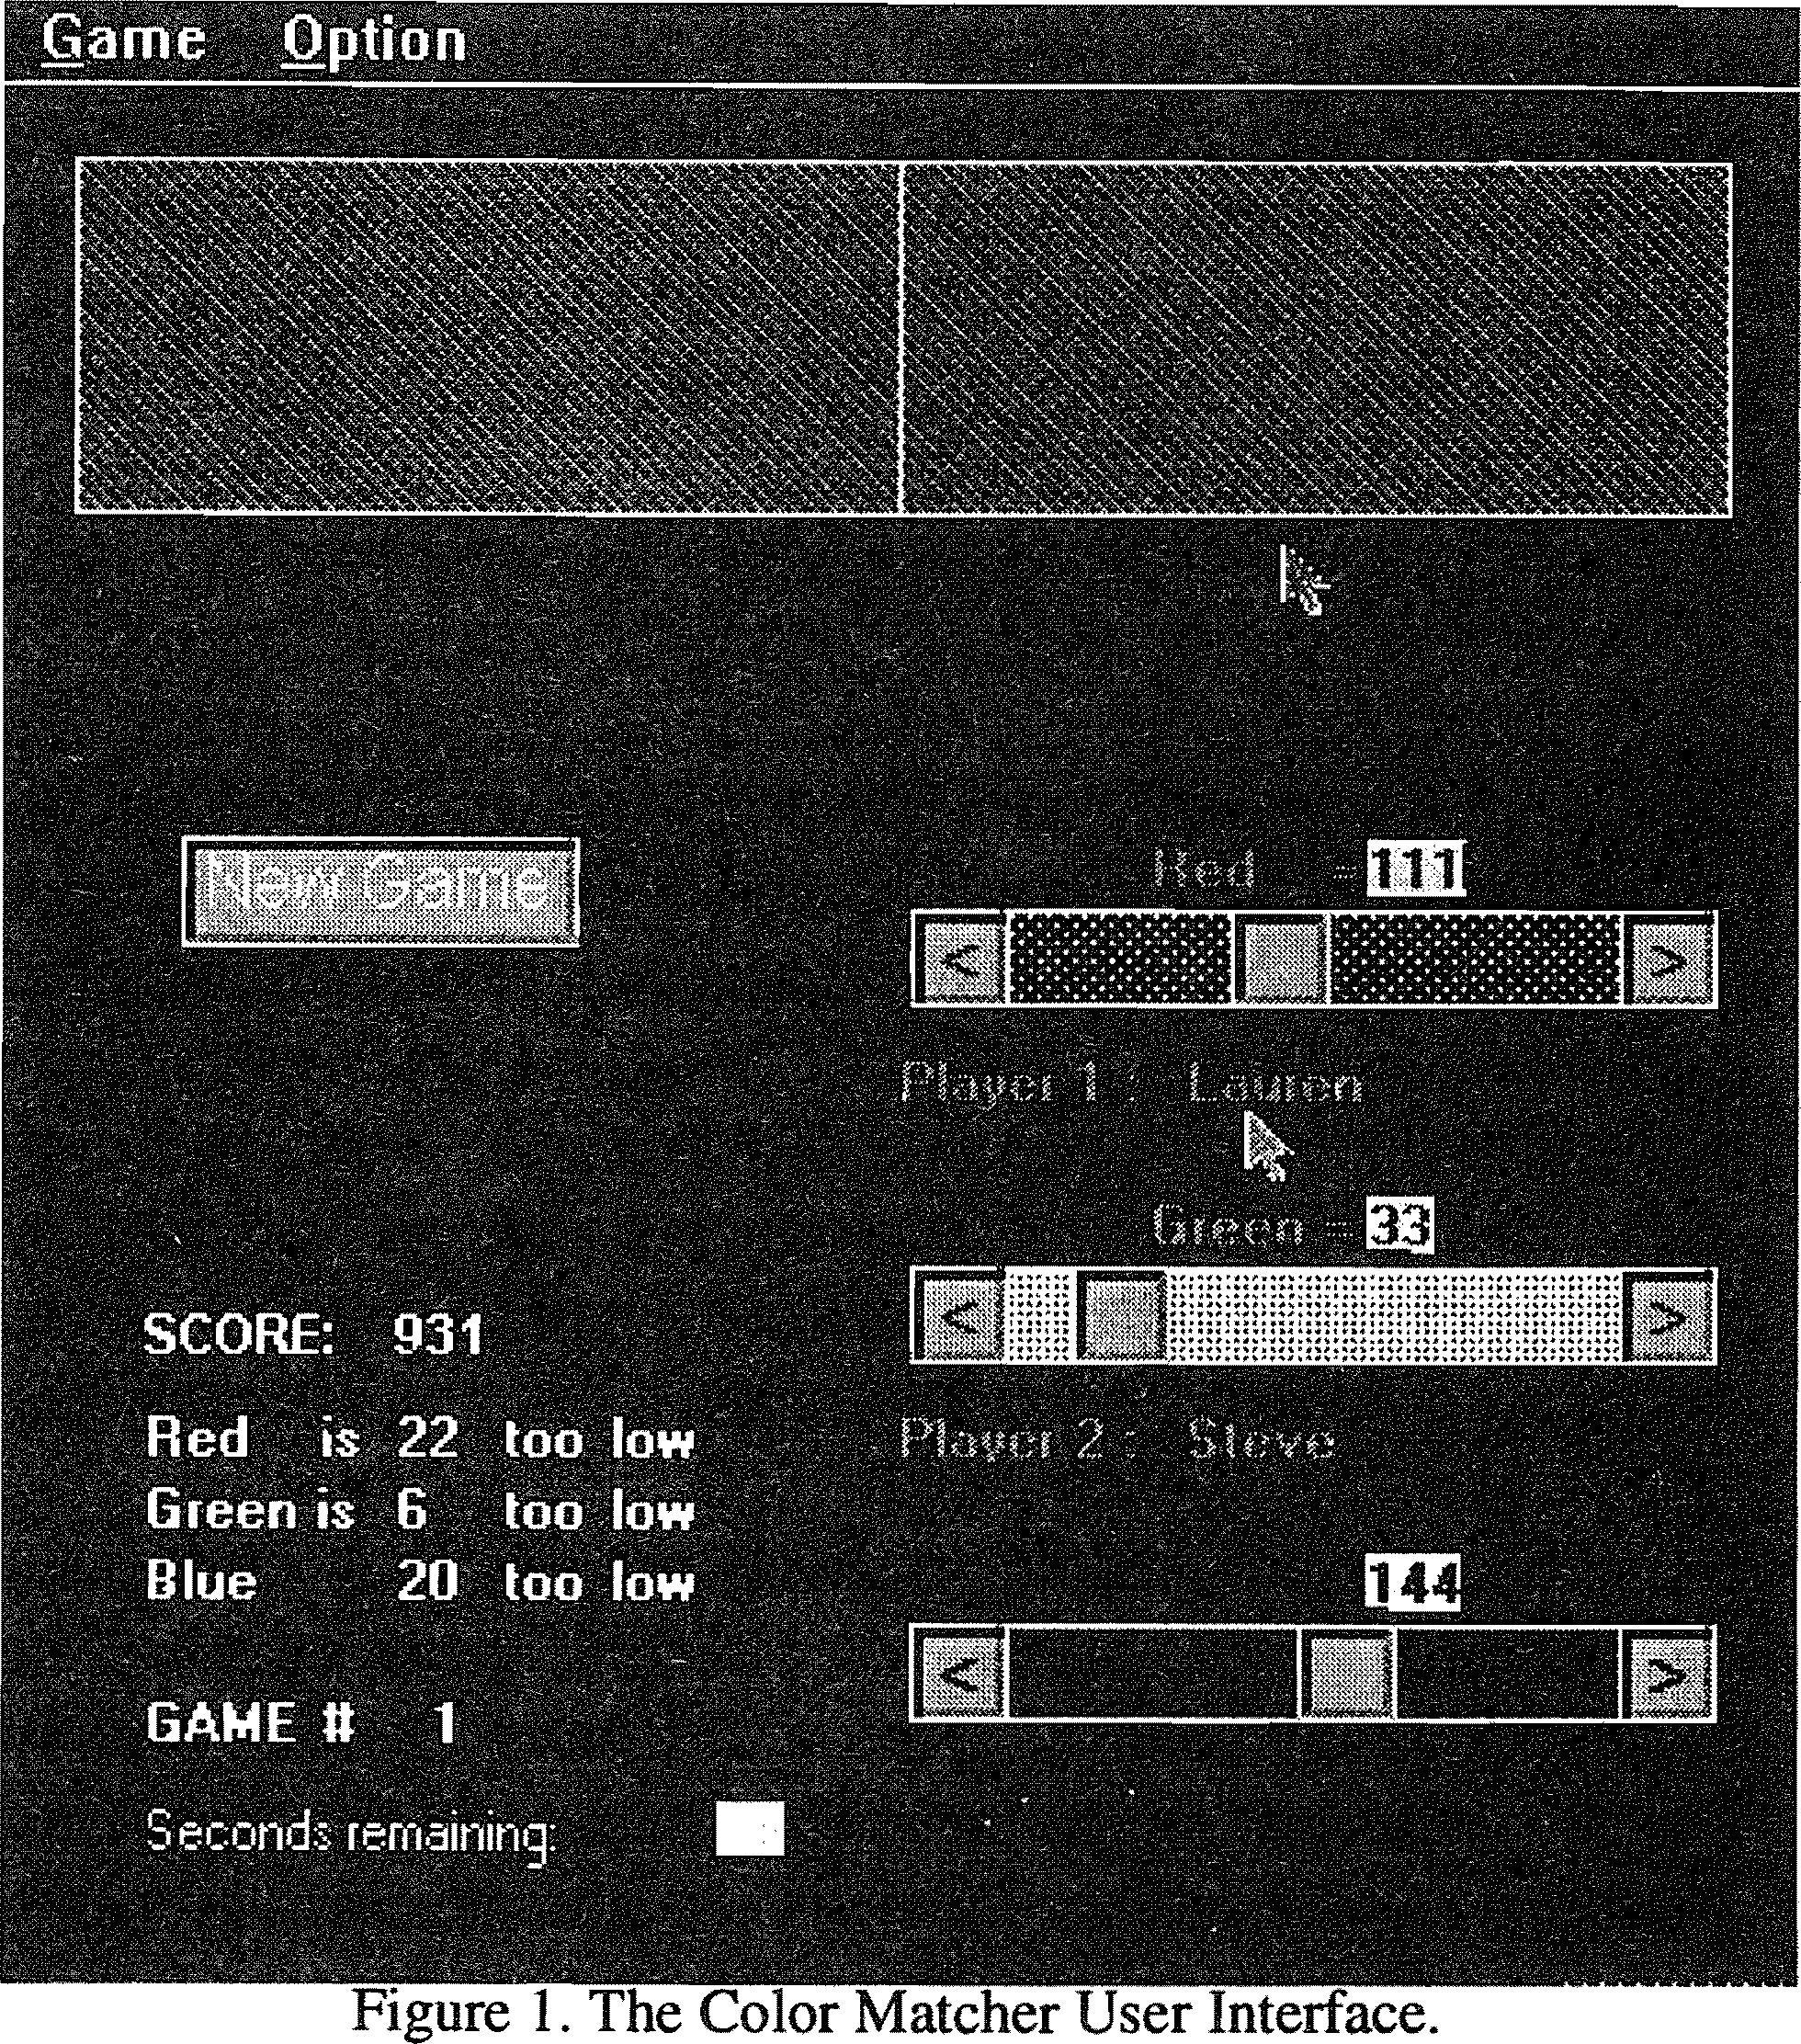 Game Option
New Game
Red = 111
< >
Player 1 : Lauren
Green = 33
< >
SCORE: 931
Red is 22 too low
Green is 6 too low
Blue 20 too low
Player 2 : Steve
144
< >
GAME # 1
Seconds remaining:
Figure 1. The Color Matcher User Interface.